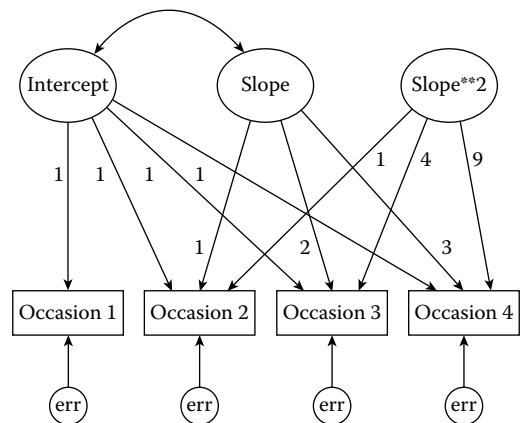 Intercept Slope Slope**2
1 1 1 1 1 4 9
1 2 3
Occasion 1 Occasion 2 Occasion 3 Occasion 4
err err err err